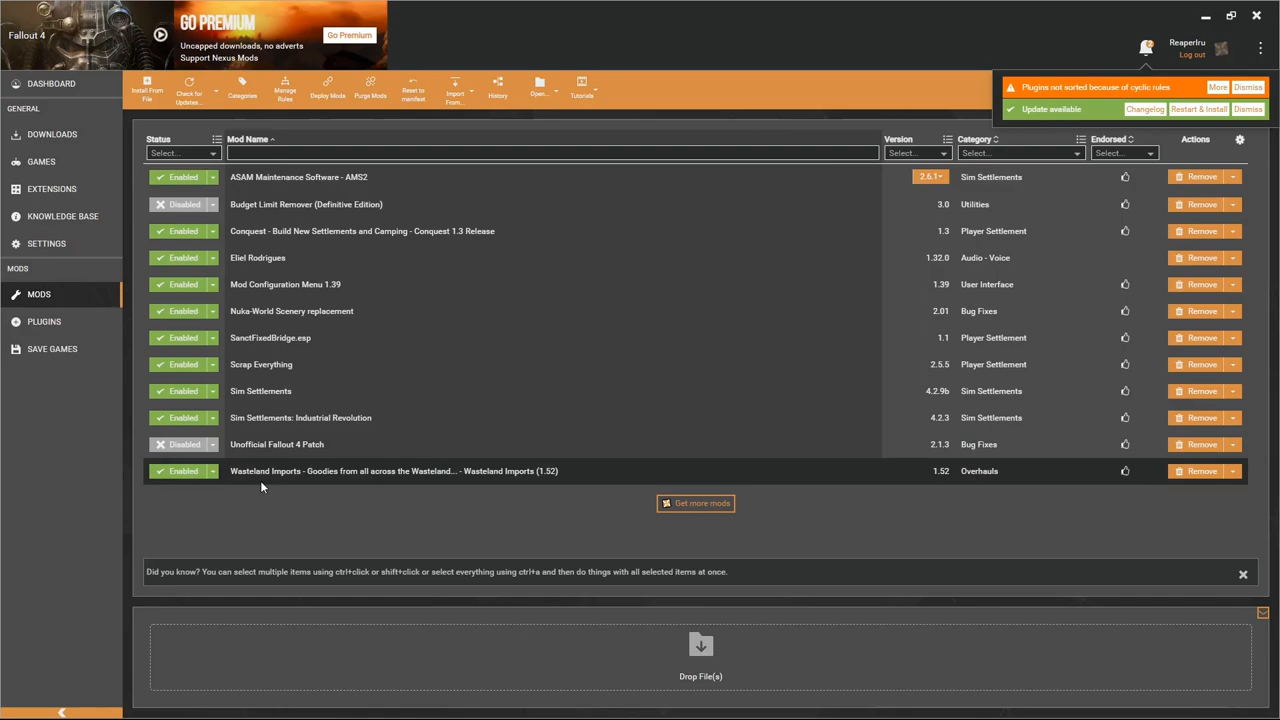 Fallout 4
GO PREMIUM
Uncapped downloads, no adverts
Support Nexus Mods
Go Premium
2
ReaperIru
Log out
Install From File
Check for Updates...
Categories
Manage Rules
Deploy Mods
Purge Mods
Reset to manifest
Import From...
History
Open...
Tutorials
Plugins not sorted because of cyclic rules More Dismiss
Update available Changelog Restart & Install Dismiss
DASHBOARD
GENERAL
DOWNLOADS
GAMES
EXTENSIONS
KNOWLEDGE BASE
SETTINGS
MODS
MODS
PLUGINS
SAVE GAMES
Status Mod Name Version Category Endorsed Actions
Select... Select... Select... Select...
Enabled ASAM Maintenance Software - AMS2 2.6.1 Sim Settlements Remove
Disabled Budget Limit Remover (Definitive Edition) 3.0 Utilities Remove
Enabled Conquest - Build New Settlements and Camping - Conquest 1.3 Release 1.3 Player Settlement Remove
Enabled Eliel Rodrigues 1.32.0 Audio - Voice Remove
Enabled Mod Configuration Menu 1.39 1.39 User Interface Remove
Enabled Nuka-World Scenery replacement 2.01 Bug Fixes Remove
Enabled SanctFixedBridge.esp 1.1 Player Settlement Remove
Enabled Scrap Everything 2.5.5 Player Settlement Remove
Enabled Sim Settlements 4.2.9b Sim Settlements Remove
Enabled Sim Settlements: Industrial Revolution 4.2.3 Sim Settlements Remove
Disabled Unofficial Fallout 4 Patch 2.1.3 Bug Fixes Remove
Enabled Wasteland Imports - Goodies from all across the Wasteland... - Wasteland Imports (1.52) 1.52 Overhauls Remove
Get more mods
Did you know? You can select multiple items using ctrl+click or shift+click or select everything using ctrl+a and then do things with all selected items at once.
Drop File(s)